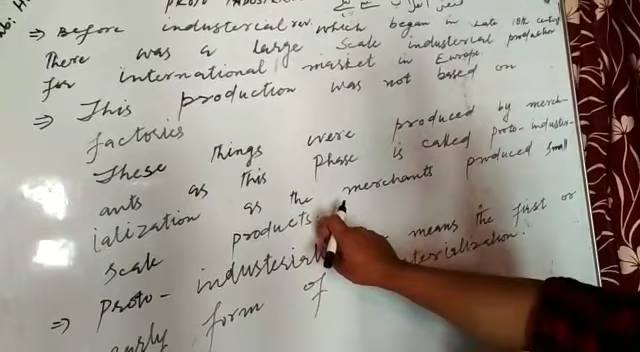 PROTO INDUSTRI
=> Before industerial rev. which began in late 18th century
There was a large scale industerial production
for international market in Europe.
=> This production was not based on
factories
These things were produced by merch-
ants as this phase is called proto-induster-
ialization as the merchants produced small
scale products.
=> Proto- industerial means the first or
early form of industerialization.